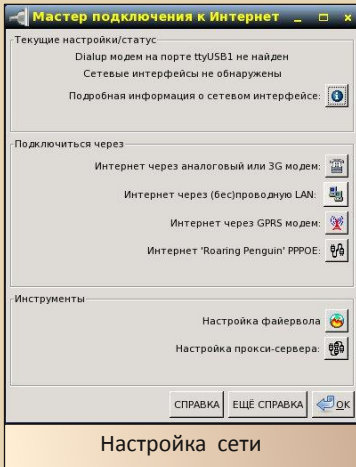 Мастер подключения к Интернет
Текущие настройки/статус
Dialup модем на порте ttyUSB1 не найден
Сетевые интерфейсы не обнаружены
Подробная информация о сетевом интерфейсе:
Подключиться через
Интернет через аналоговый или 3G модем:
Интернет через (бес)проводную LAN:
Интернет через GPRS модем:
Интернет 'Roaring Penguin' PPPOE:
Инструменты
Настройка файервола
Настройка прокси-сервера:
СПРАВКА ЕЩЁ СПРАВКА OK
Настройка сети